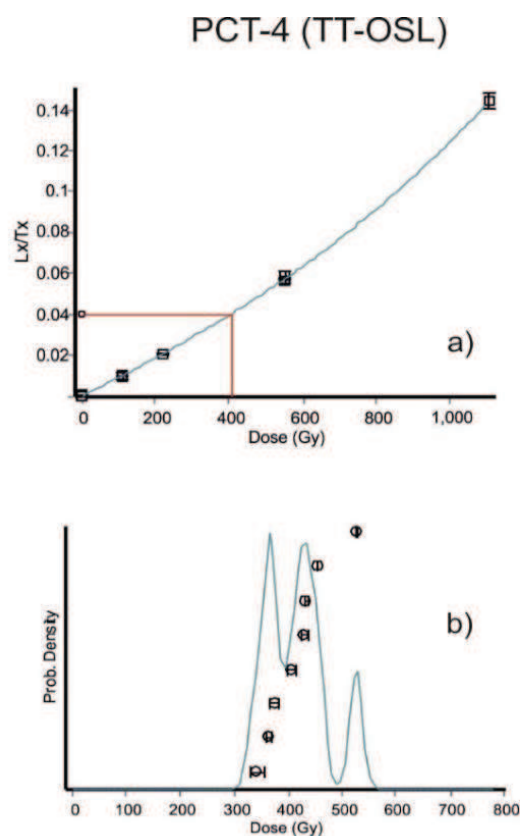 PCT-4 (TT-OSL)
0.14
0.12
0.1
0.08
0.06
0.04
0.02
Lx/Tx
a)
0 200 400 600 800 1,000
Dose (Gy)
Prob. Density
b)
0 100 200 300 400 500 600 700 800
Dose (Gy)